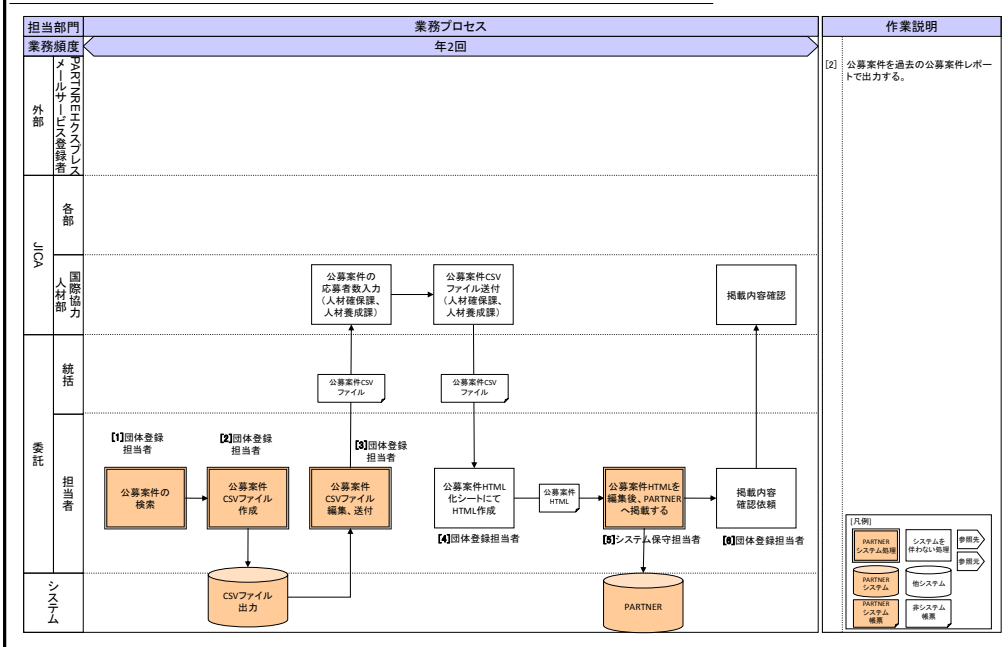 担当部門
業務プロセス
作業説明
業務頻度
年2回
外部
PARTNREエクスプレス
メールサービス登録者
[2] 公募案件を過去の公募案件レポー
トで出力する。
JICA
各部
国際協力
人材部
公募案件の
応募者数入力
(人材確保課、
人材養成課)
公募案件CSV
ファイル送付
(人材確保課、
人材養成課)
掲載内容確認
委託
統括
公募案件CSV
ファイル
公募案件CSV
ファイル
担当者
[1]団体登録
担当者
[2]団体登録
担当者
[3]団体登録
担当者
公募案件の
検索
公募案件
CSVファイル
作成
公募案件
CSVファイル
編集、送付
公募案件HTML
化シートにて
HTML作成
公募案件
HTML
公募案件HTMLを
編集後、PARTNER
へ掲載する
掲載内容
確認依頼
[4]団体登録担当者
[5]システム保守担当者
[6]団体登録担当者
システム
CSVファイル
出力
PARTNER
[凡例]
PARTNER
システム処理
システムを
伴わない処理
参照先
参照元
PARTNER
システム
他システム
PARTNER
システム
帳票
非システム
帳票